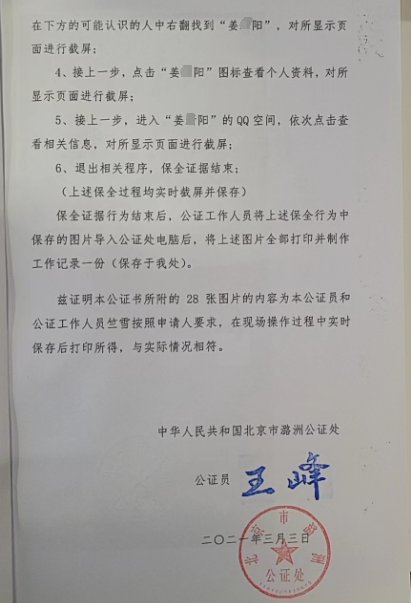 在下方的可能认识的人中右翻找到“姜 阳”，对所显示页
面进行截屏；
4、接上一步，点击“姜 阳”图标查看个人资料，对所
显示页面进行截屏；
5、接上一步，进入“姜 阳”的QQ空间，依次点击查
看相关信息，对所显示页面进行截屏；
6、退出相关程序，保全证据结束；
（上述保全过程均实时截屏并保存）
保全证据行为结束后，公证工作人员将上述保全行为中
保存的图片导入公证处电脑后，将上述图片全部打印并制作
工作记录一份（保存于我处）。
兹证明本公证书所附的 28 张图片的内容为本公证员和
公证工作人员竺雪按照申请人要求，在现场操作过程中实时
保存后打印所得，与实际情况相符。
中华人民共和国北京市潞洲公证处
公证员 王峰
二〇二一年三月三日
北京市潞洲
公证处